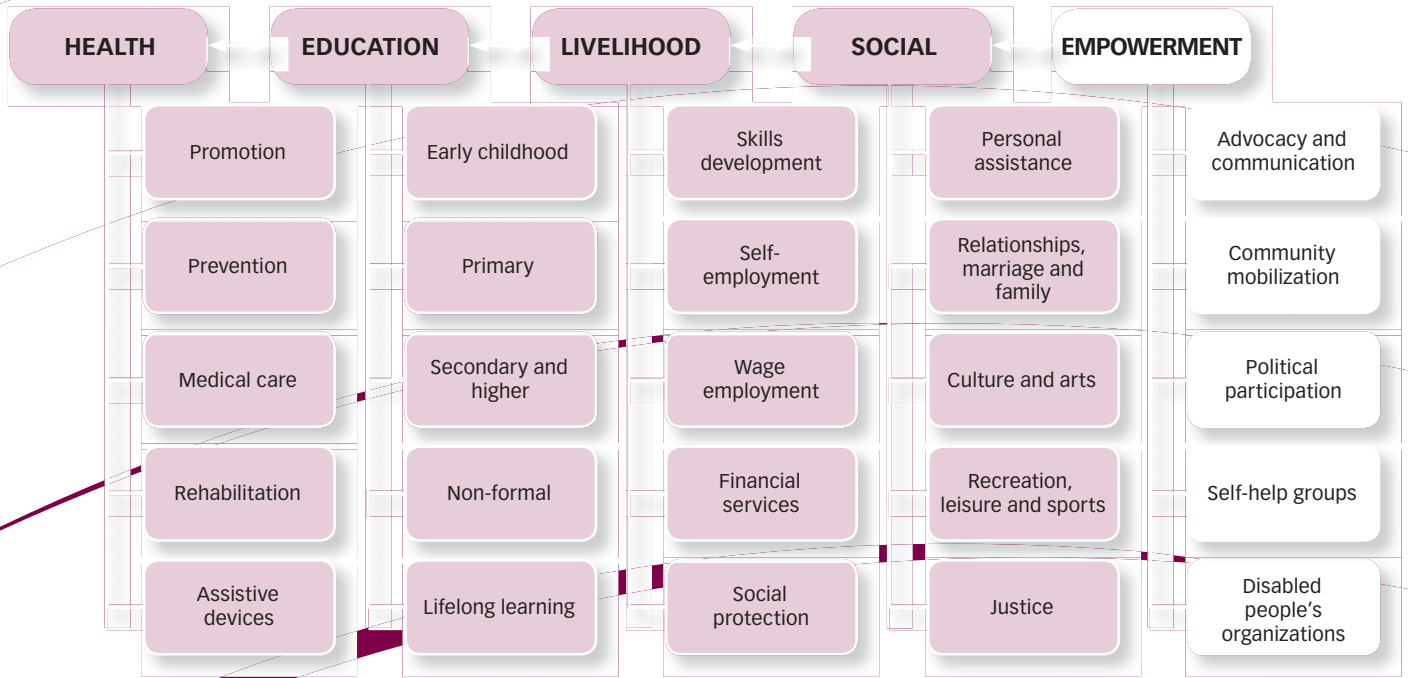 HEALTH
EDUCATION
LIVELIHOOD
SOCIAL
EMPOWERMENT
Promotion
Prevention
Medical care
Rehabilitation
Assistive
devices
Early childhood
Primary
Secondary and
higher
Non-formal
Lifelong learning
Skills
development
Self-
employment
Wage
employment
Financial
services
Social
protection
Personal
assistance
Relationships,
marriage and
family
Culture and arts
Recreation,
leisure and sports
Justice
Advocacy and
communication
Community
mobilization
Political
participation
Self-help groups
Disabled
people’s
organizations